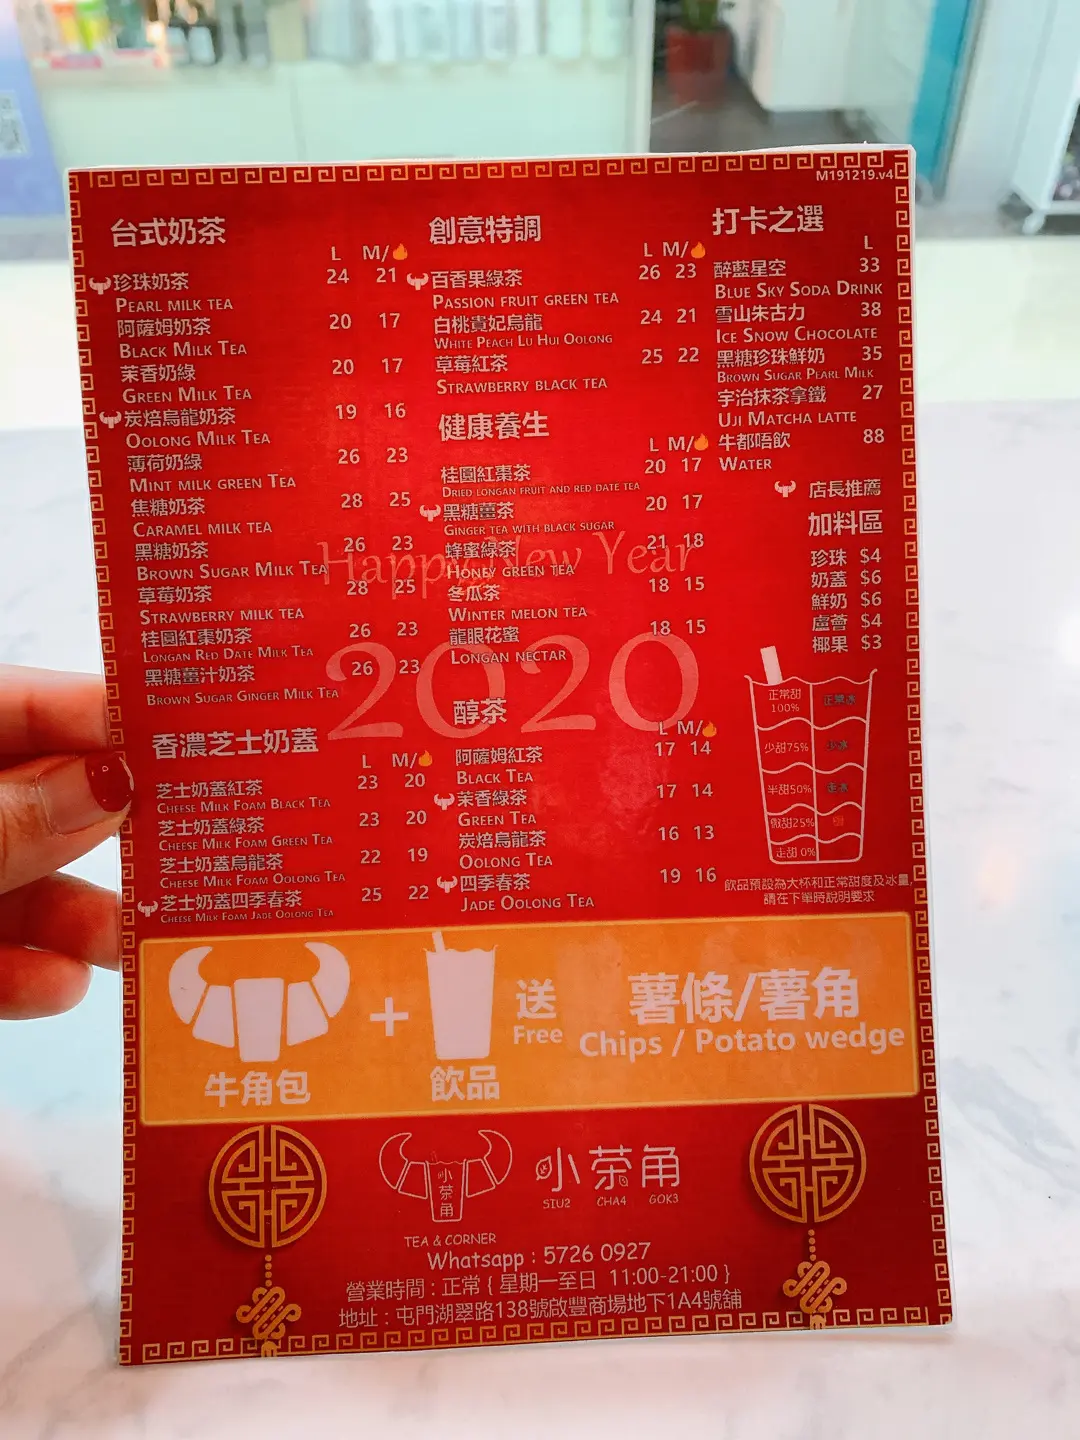 M191219.v4
台式奶茶
L M/
珍珠奶茶 24 21
PEARL MILK TEA
阿薩姆奶茶 20 17
BLACK MILK TEA
茉香奶綠 20 17
GREEN MILK TEA
炭焙烏龍奶茶 19 16
OOLONG MILK TEA
薄荷奶綠 26 23
MINT MILK GREEN TEA
焦糖奶茶 28 25
CARAMEL MILK TEA
黑糖奶茶 26 23
BROWN SUGAR MILK TEA
草莓奶茶 28 25
STRAWBERRY MILK TEA
桂圓紅棗奶茶 26 23
LONGAN RED DATE MILK TEA
黑糖薑汁奶茶 26 23
BROWN SUGAR GINGER MILK TEA
香濃芝士奶蓋
L M/
芝士奶蓋紅茶 23 20
CHEESE MILK FOAM BLACK TEA
芝士奶蓋綠茶 23 20
CHEESE MILK FOAM GREEN TEA
芝士奶蓋烏龍茶 22 19
CHEESE MILK FOAM OOLONG TEA
芝士奶蓋四季春茶 25 22
CHEESE MILK FOAM JADE OOLONG TEA
創意特調
L M/
百香果綠茶 26 23
PASSION FRUIT GREEN TEA
白桃貴妃烏龍 24 21
WHITE PEACH LU HUI OOLONG
草莓紅茶 25 22
STRAWBERRY BLACK TEA
健康養生
L M/
桂圓紅棗茶 20 17
DRIED LONGAN FRUIT AND RED DATE TEA
黑糖薑茶 20 17
GINGER TEA WITH BLACK SUGAR
蜂蜜綠茶 21 18
HONEY GREEN TEA
冬瓜茶 18 15
WINTER MELON TEA
龍眼花蜜 18 15
LONGAN NECTAR
Happy New Year
2020
醇茶
L M/
阿薩姆紅茶 17 14
BLACK TEA
茉香綠茶 17 14
GREEN TEA
炭焙烏龍茶 16 13
OOLONG TEA
四季春茶 19 16
JADE OOLONG TEA
打卡之選
L
醉藍星空 33
BLUE SKY SODA DRINK
雪山朱古力 38
ICE SNOW CHOCOLATE
黑糖珍珠鮮奶 35
BROWN SUGAR PEARL MILK
宇治抹茶拿鐵 27
UJI MATCHA LATTE
牛都唔飲 88
WATER
店長推薦
加料區
珍珠 $4
奶蓋 $6
鮮奶 $6
蘆薈 $4
椰果 $3
正常甜 100% 正常冰
少甜75% 少冰
半甜50% 走冰
微甜25%
走甜 0%
飲品預設為大杯和正常甜度及冰量,
請在下單時說明要求
牛角包 + 飲品 送 Free
薯條/薯角
Chips / Potato wedge
小茶角
TEA & CORNER
小茶角
SIU2 CHA4 GOK3
Whatsapp : 5726 0927
營業時間 : 正常 { 星期一至日 11:00-21:00 }
地址 : 屯門湖翠路138號啟豐商場地下1A4號舖